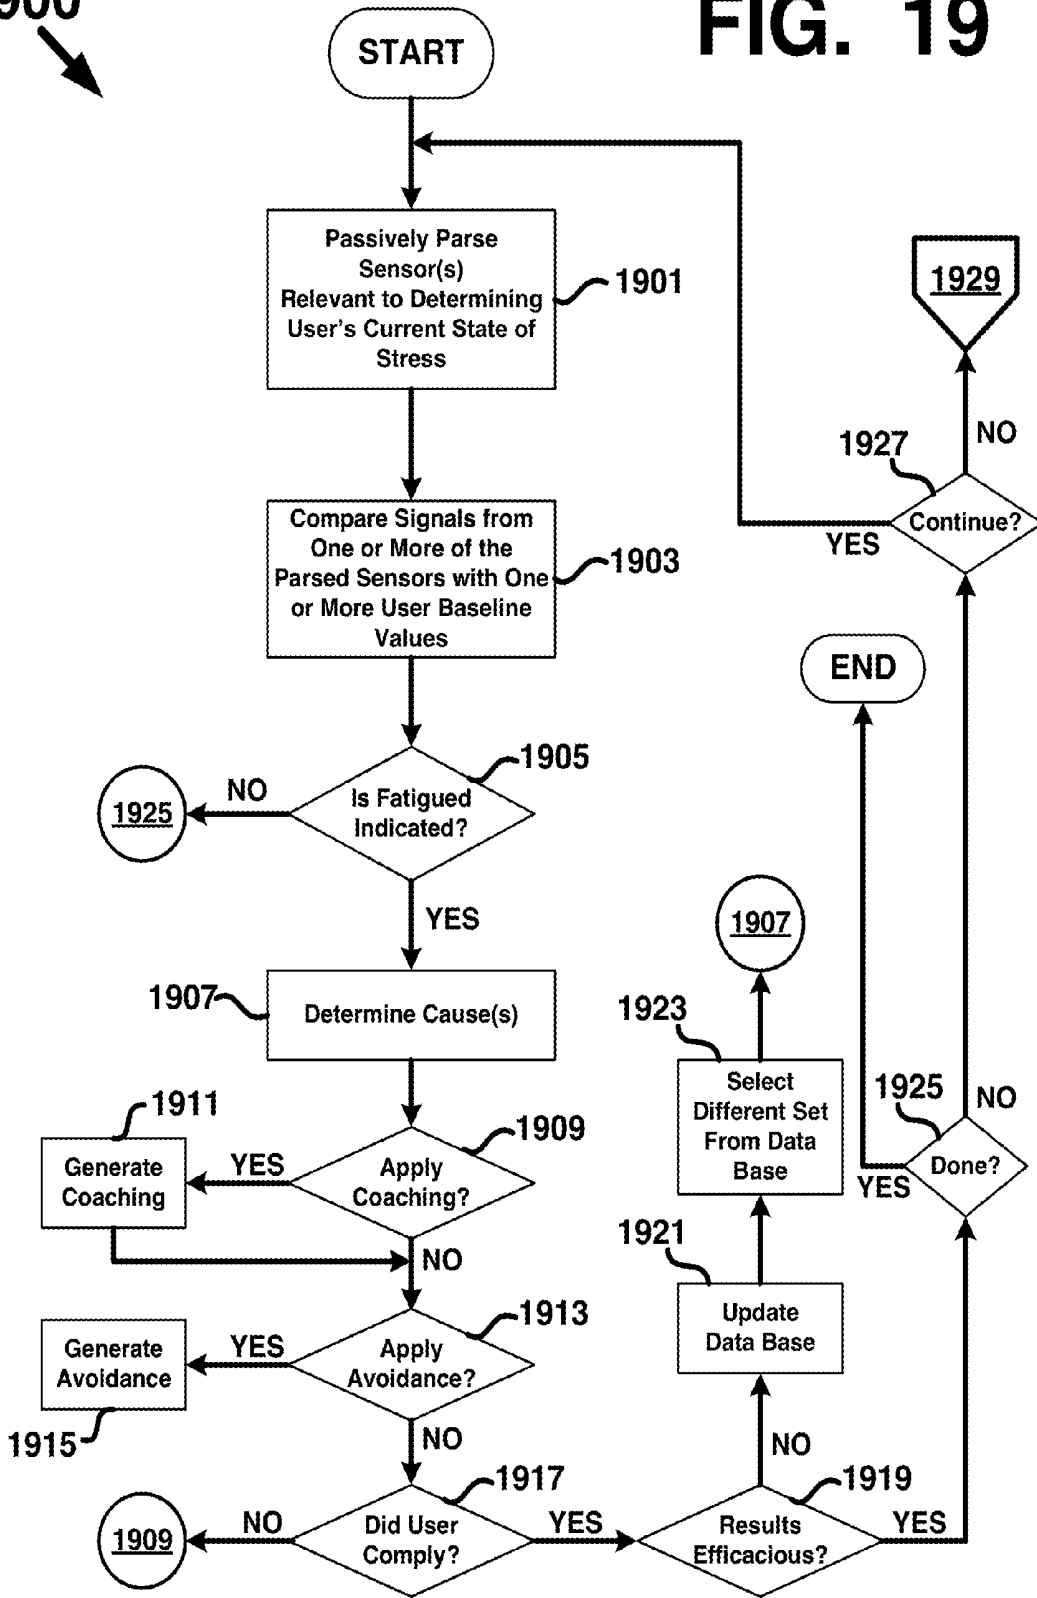 1900
FIG. 19
START
Passively Parse
Sensor(s)
Relevant to Determining
User's Current State of
Stress
1901
1929
NO
1927
Continue?
YES
Compare Signals from
One or More of the
Parsed Sensors with One
or More User Baseline
Values
1903
END
1905
Is Fatigued
Indicated?
NO
1925
YES
1907
Determine Cause(s)
1907
1923
Select
Different Set
From Data
Base
1925
NO
Done?
YES
1911
Generate
Coaching
YES
1909
Apply
Coaching?
NO
1921
Update
Data Base
1913
Apply
Avoidance?
YES
Generate
Avoidance
1915
NO
NO
1917
Did User
Comply?
NO
1909
YES
1919
Results
Efficacious?
YES